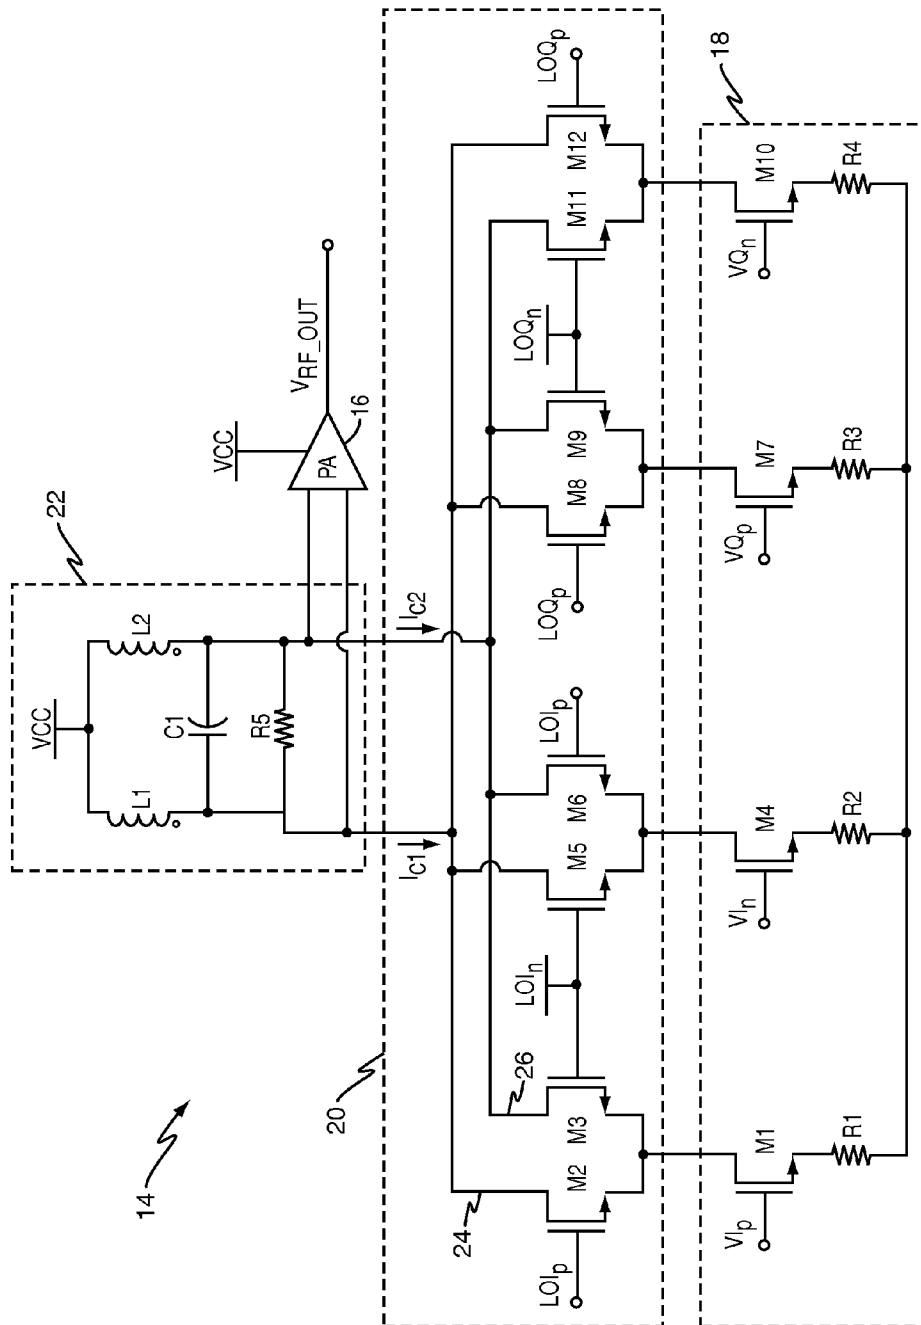 14
22
VCC
L1
L2
C1
R5
VCC
PA
16
VRF_OUT
IC1
IC2
20
24
26
LOIp
M2
M3
LOIn
M5
M6
LOIp
LOQp
M8
M9
LOQn
M11
M12
LOQp
18
VIp
M1
R1
VIn
M4
R2
VQp
M7
R3
VQn
M10
R4